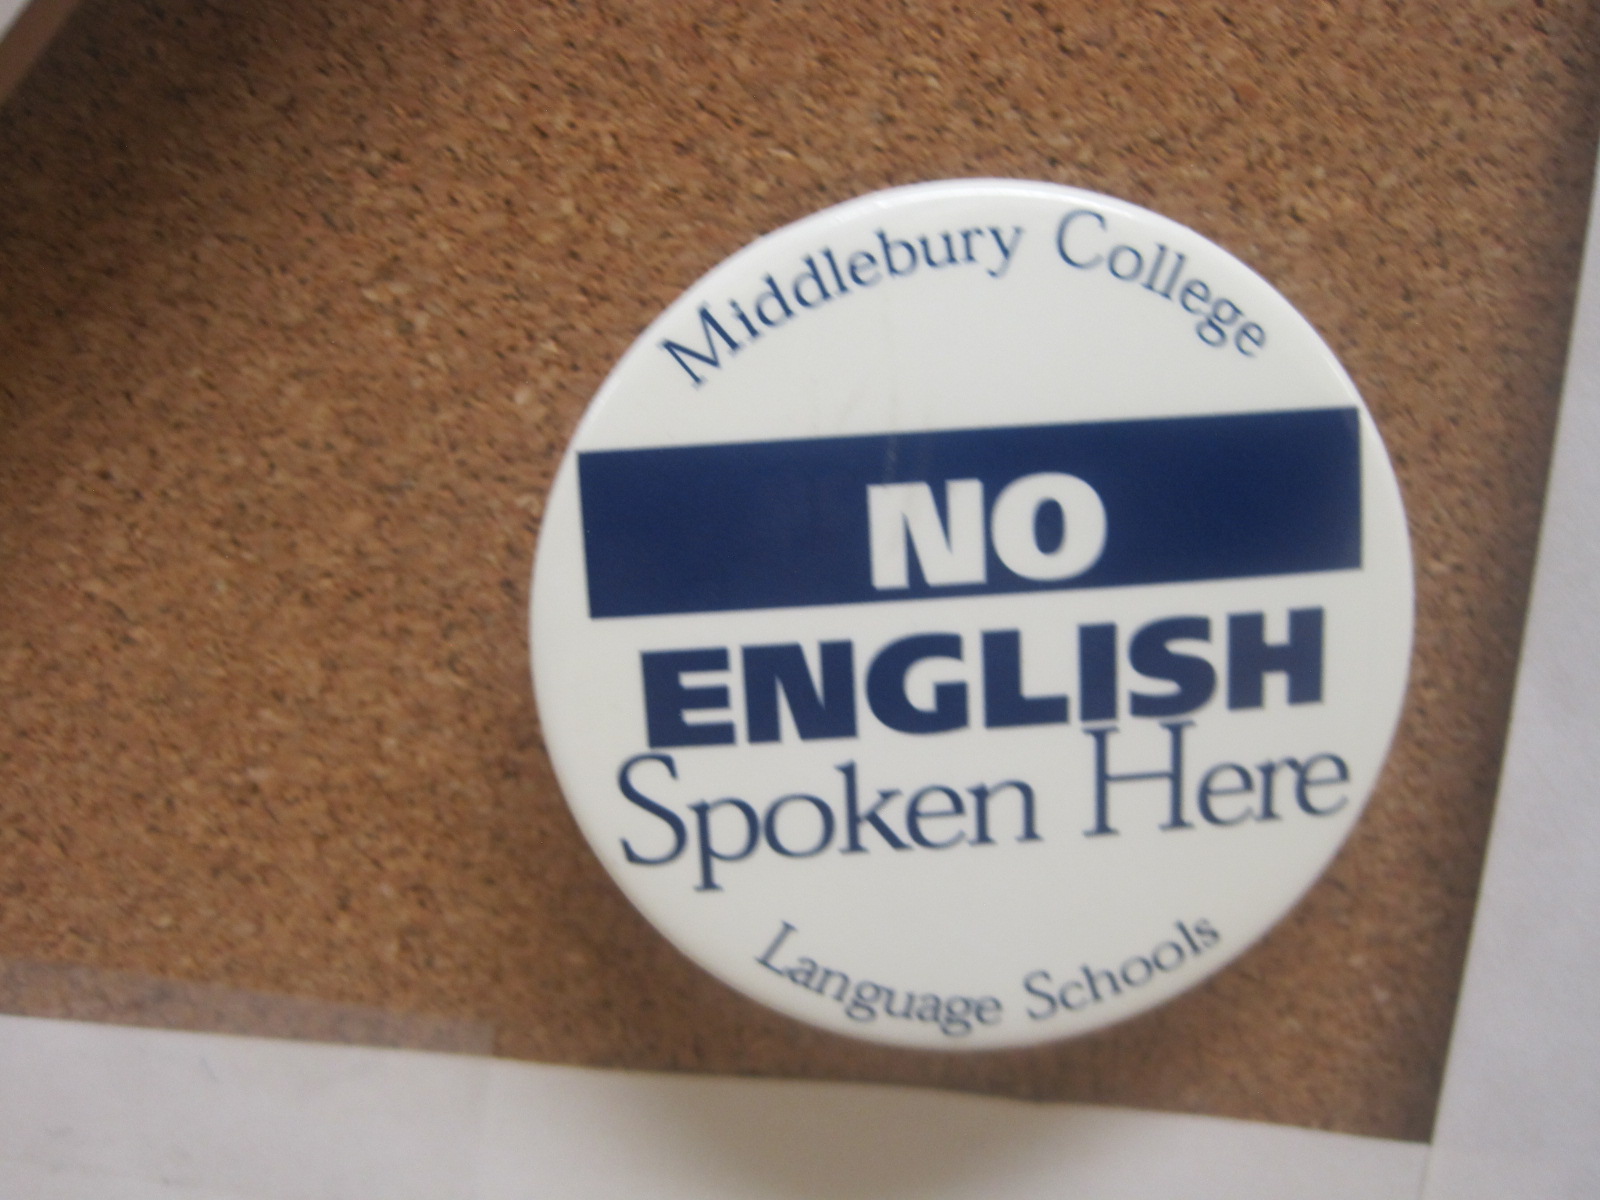 Middlebury College
NO
ENGLISH
Spoken Here
Language Schools